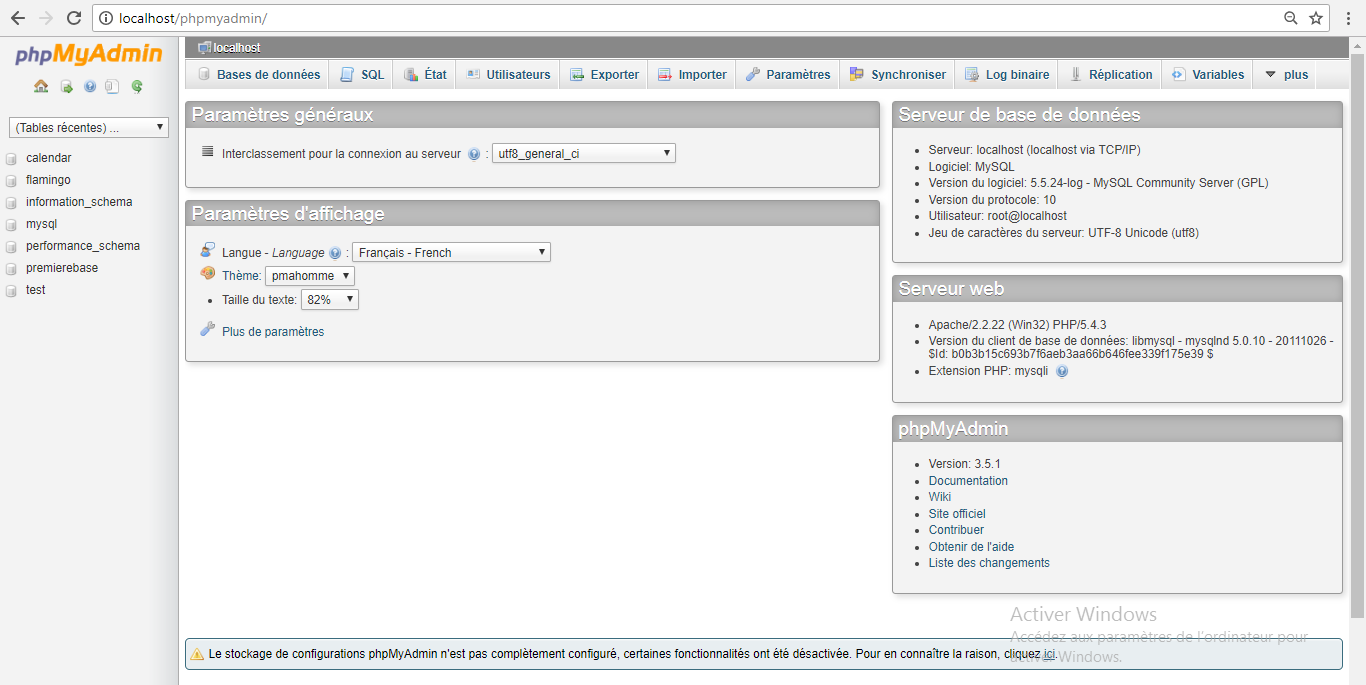 localhost/phpmyadmin/
phpMyAdmin
(Tables récentes) ...
calendar
flamingo
information_schema
mysql
performance_schema
premierebase
test
localhost
Bases de données
SQL
État
Utilisateurs
Exporter
Importer
Paramètres
Synchroniser
Log binaire
Réplication
Variables
plus
Paramètres généraux
Interclassement pour la connexion au serveur : utf8_general_ci
Paramètres d'affichage
Langue - Language : Français - French
Thème: pmahomme
Taille du texte: 82%
Plus de paramètres
Serveur de base de données
Serveur: localhost (localhost via TCP/IP)
Logiciel: MySQL
Version du logiciel: 5.5.24-log - MySQL Community Server (GPL)
Version du protocole: 10
Utilisateur: root@localhost
Jeu de caractères du serveur: UTF-8 Unicode (utf8)
Serveur web
Apache/2.2.22 (Win32) PHP/5.4.3
Version du client de base de données: libmysql - mysqlnd 5.0.10 - 20111026 -
$Id: b0b3b15c693b7f6aeb3aa66b646fee339f175e39 $
Extension PHP: mysqli
phpMyAdmin
Version: 3.5.1
Documentation
Wiki
Site officiel
Contribuer
Obtenir de l'aide
Liste des changements
Activer Windows
Accédez aux paramètres de l'ordinateur pour
activer Windows.
Le stockage de configurations phpMyAdmin n'est pas complètement configuré, certaines fonctionnalités ont été désactivée. Pour en connaître la raison, cliquez ici.